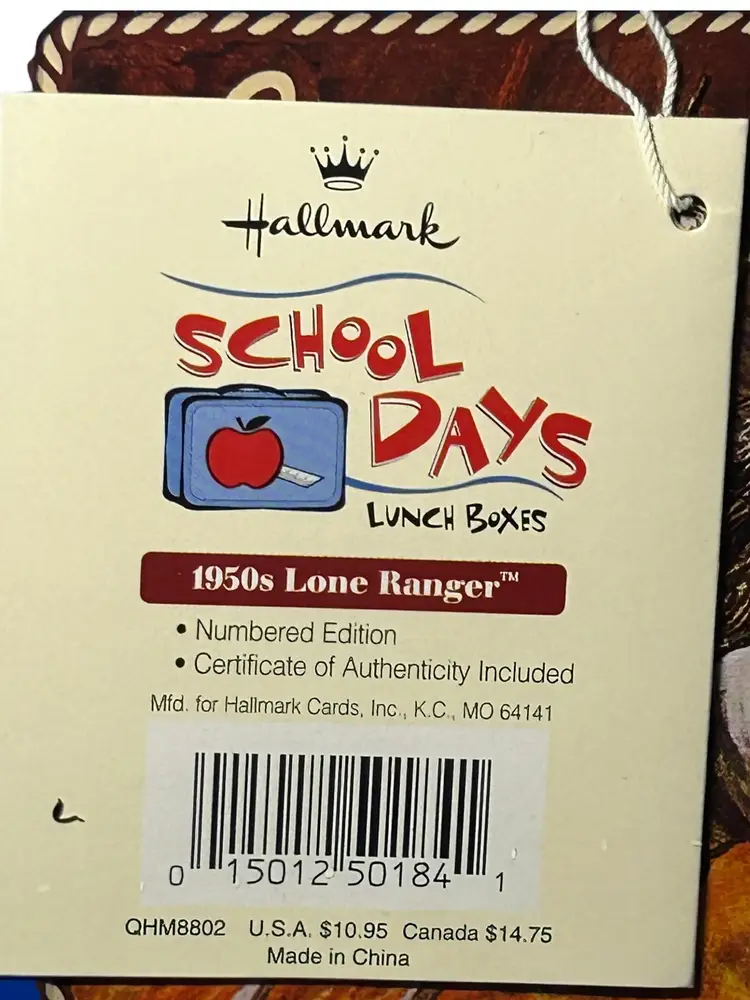 Hallmark
SCHOOL
DAYS
LUNCH BOXES
1950s Lone Ranger™
• Numbered Edition
• Certificate of Authenticity Included
Mfd. for Hallmark Cards, Inc., K.C., MO 64141
0 15012 50184 1
QHM8802 U.S.A. $10.95 Canada $14.75
Made in China